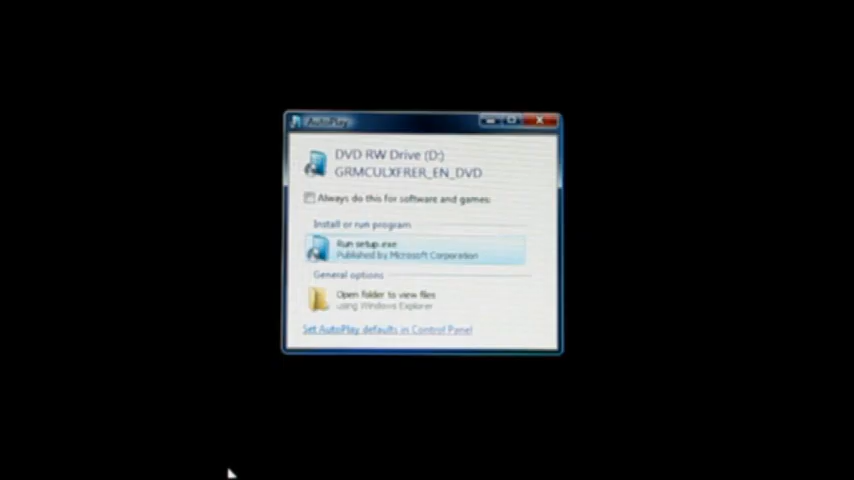 AutoPlay
DVD RW Drive (D:)
GRMCULXFRER_EN_DVD
Always do this for software and games:
Install or run program
Run setup.exe
Published by Microsoft Corporation
General options
Open folder to view files
using Windows Explorer
Set AutoPlay defaults in Control Panel